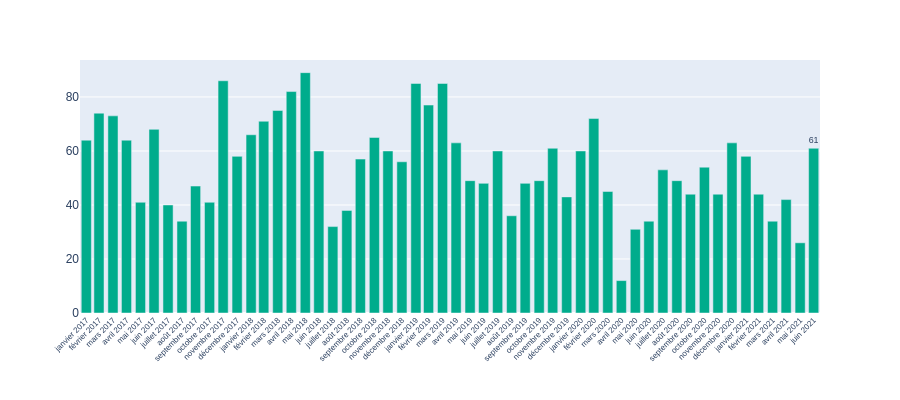 80
60
40
20
0
61
janvier 2017
février 2017
mars 2017
avril 2017
mai 2017
juin 2017
juillet 2017
août 2017
septembre 2017
octobre 2017
novembre 2017
décembre 2017
janvier 2018
février 2018
mars 2018
avril 2018
mai 2018
juin 2018
juillet 2018
août 2018
septembre 2018
octobre 2018
novembre 2018
décembre 2018
janvier 2019
février 2019
mars 2019
avril 2019
mai 2019
juin 2019
juillet 2019
août 2019
septembre 2019
octobre 2019
novembre 2019
décembre 2019
janvier 2020
février 2020
mars 2020
avril 2020
mai 2020
juin 2020
juillet 2020
août 2020
septembre 2020
octobre 2020
novembre 2020
décembre 2020
janvier 2021
février 2021
mars 2021
avril 2021
mai 2021
juin 2021